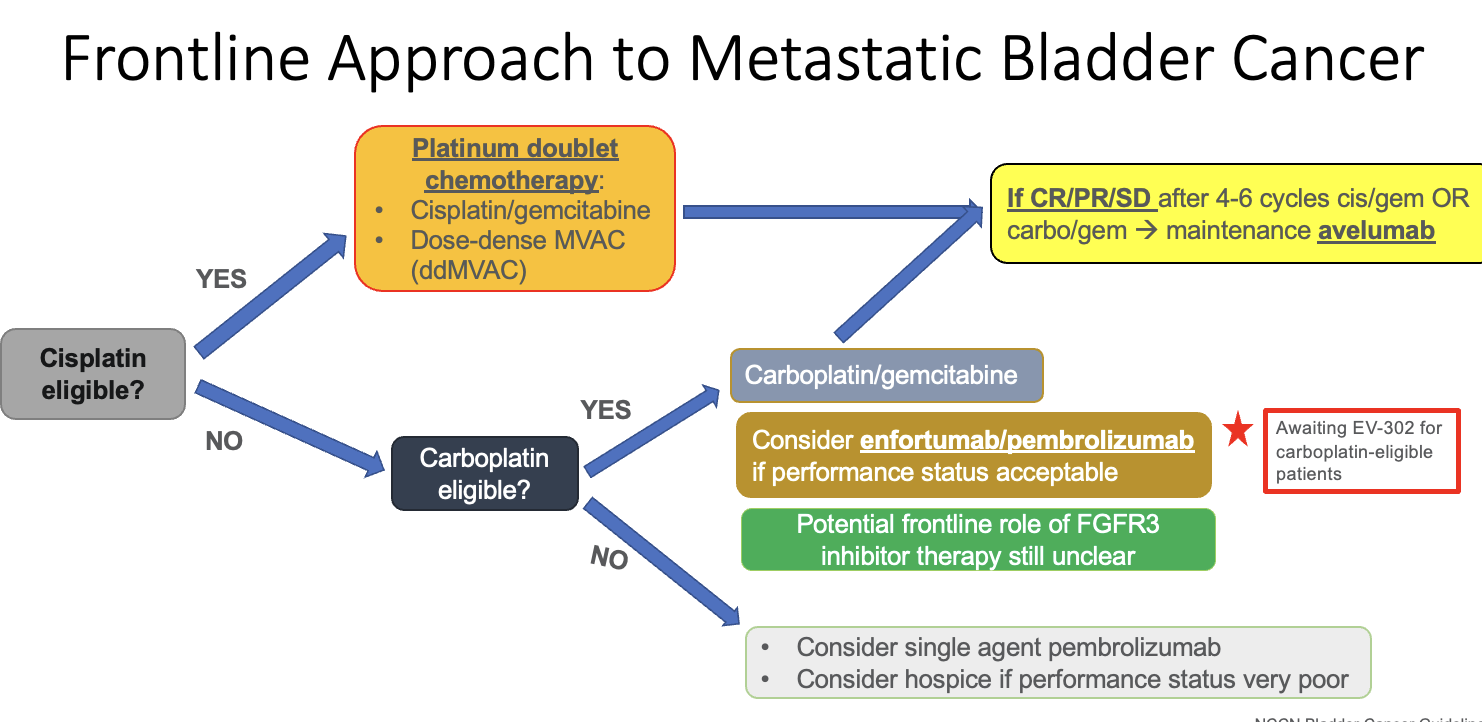 Frontline Approach to Metastatic Bladder Cancer
Platinum doublet
chemotherapy:
• Cisplatin/gemcitabine
• Dose-dense MVAC
(ddMVAC)
If CR/PR/SD after 4-6 cycles cis/gem OR
carbo/gem → maintenance avelumab
YES
Cisplatin
eligible?
NO
YES
Carboplatin
eligible?
NO
Carboplatin/gemcitabine
Consider enfortumab/pembrolizumab
if performance status acceptable
Awaiting EV-302 for
carboplatin-eligible
patients
Potential frontline role of FGFR3
inhibitor therapy still unclear
• Consider single agent pembrolizumab
• Consider hospice if performance status very poor